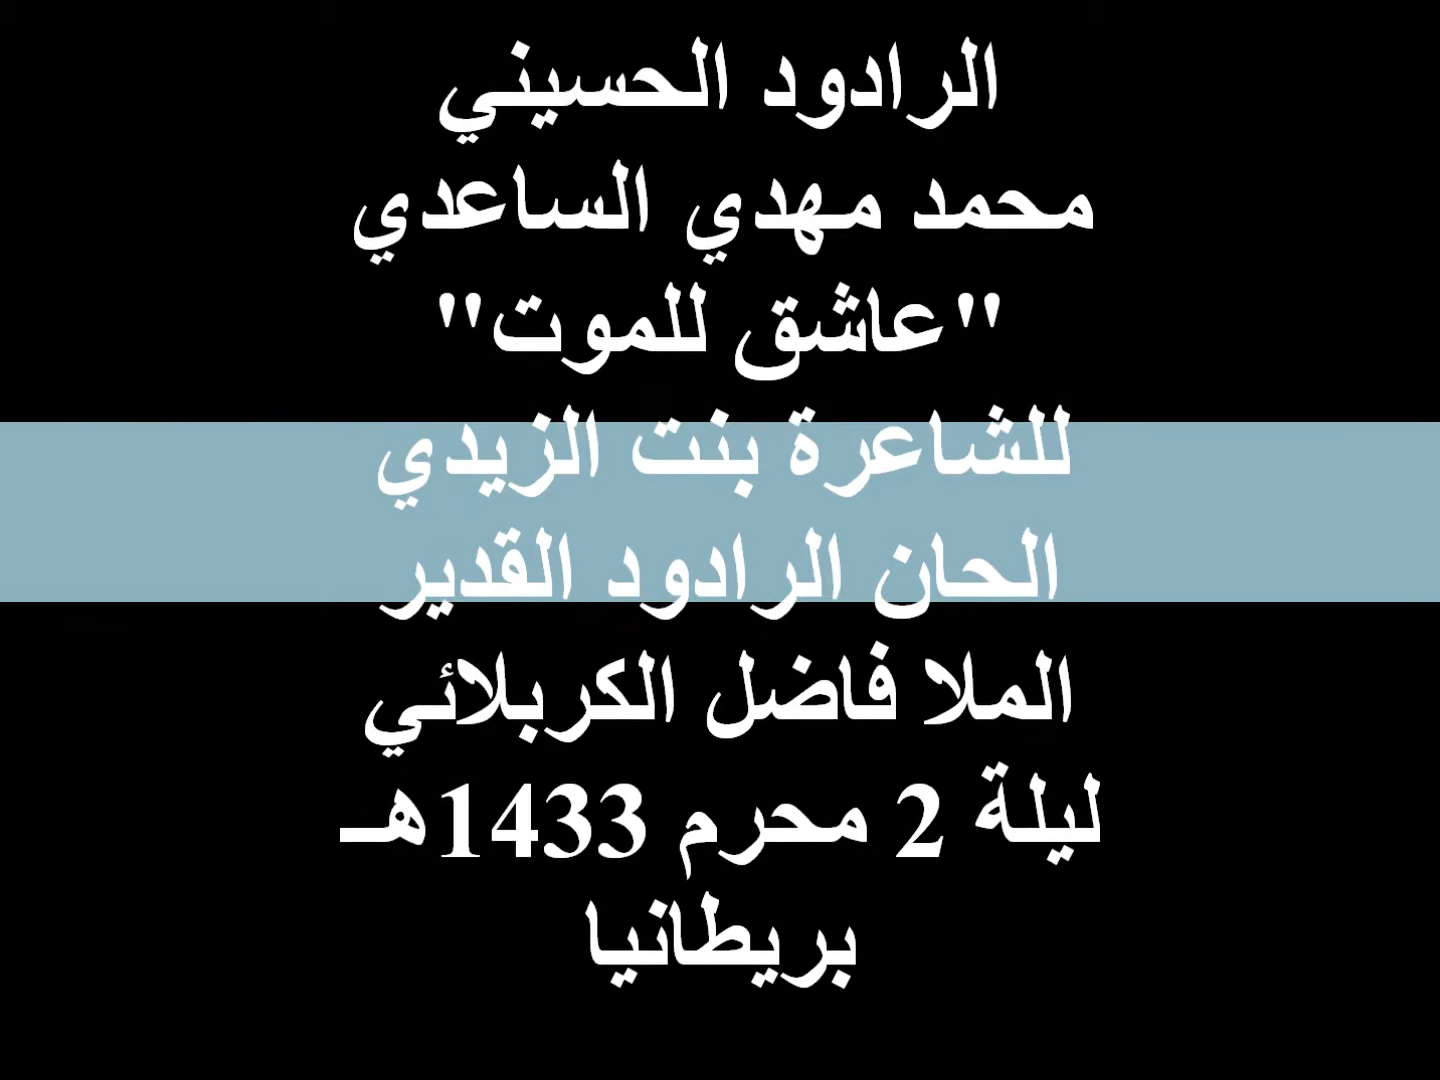 الرادود الحسيني
محمد مهدي الساعدي
"عاشق للموت"
للشاعرة بنت الزيدي
الحان الرادود القدير
الملا فاضل الكربلائي
ليلة 2 محرم 1433هـ
بريطانيا